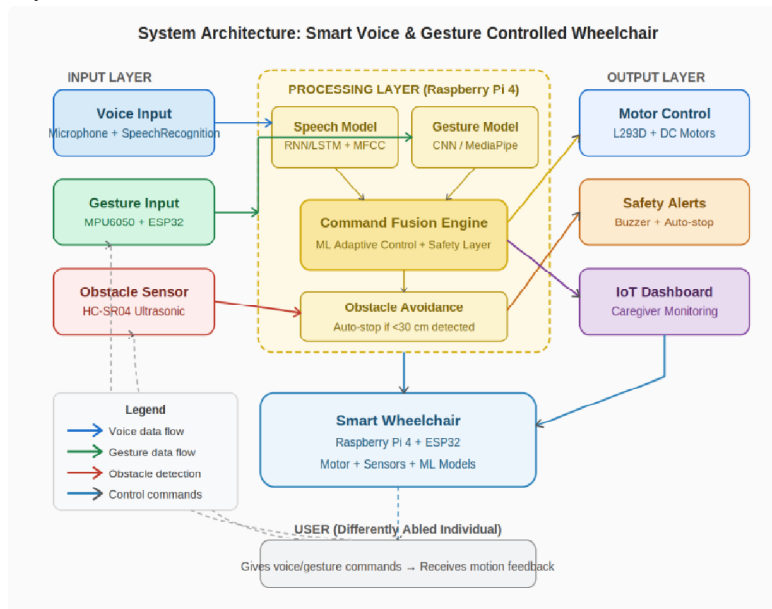 System Architecture: Smart Voice & Gesture Controlled Wheelchair
INPUT LAYER
Voice Input
Microphone + SpeechRecognition
Gesture Input
MPU6050 + ESP32
Obstacle Sensor
HC-SR04 Ultrasonic
PROCESSING LAYER (Raspberry Pi 4)
Speech Model
RNN/LSTM + MFCC
Gesture Model
CNN / MediaPipe
Command Fusion Engine
ML Adaptive Control + Safety Layer
Obstacle Avoidance
Auto-stop if <30 cm detected
OUTPUT LAYER
Motor Control
L293D + DC Motors
Safety Alerts
Buzzer + Auto-stop
IoT Dashboard
Caregiver Monitoring
Legend
Voice data flow
Gesture data flow
Obstacle detection
Control commands
Smart Wheelchair
Raspberry Pi 4 + ESP32
Motor + Sensors + ML Models
USER (Differently Abled Individual)
Gives voice/gesture commands → Receives motion feedback